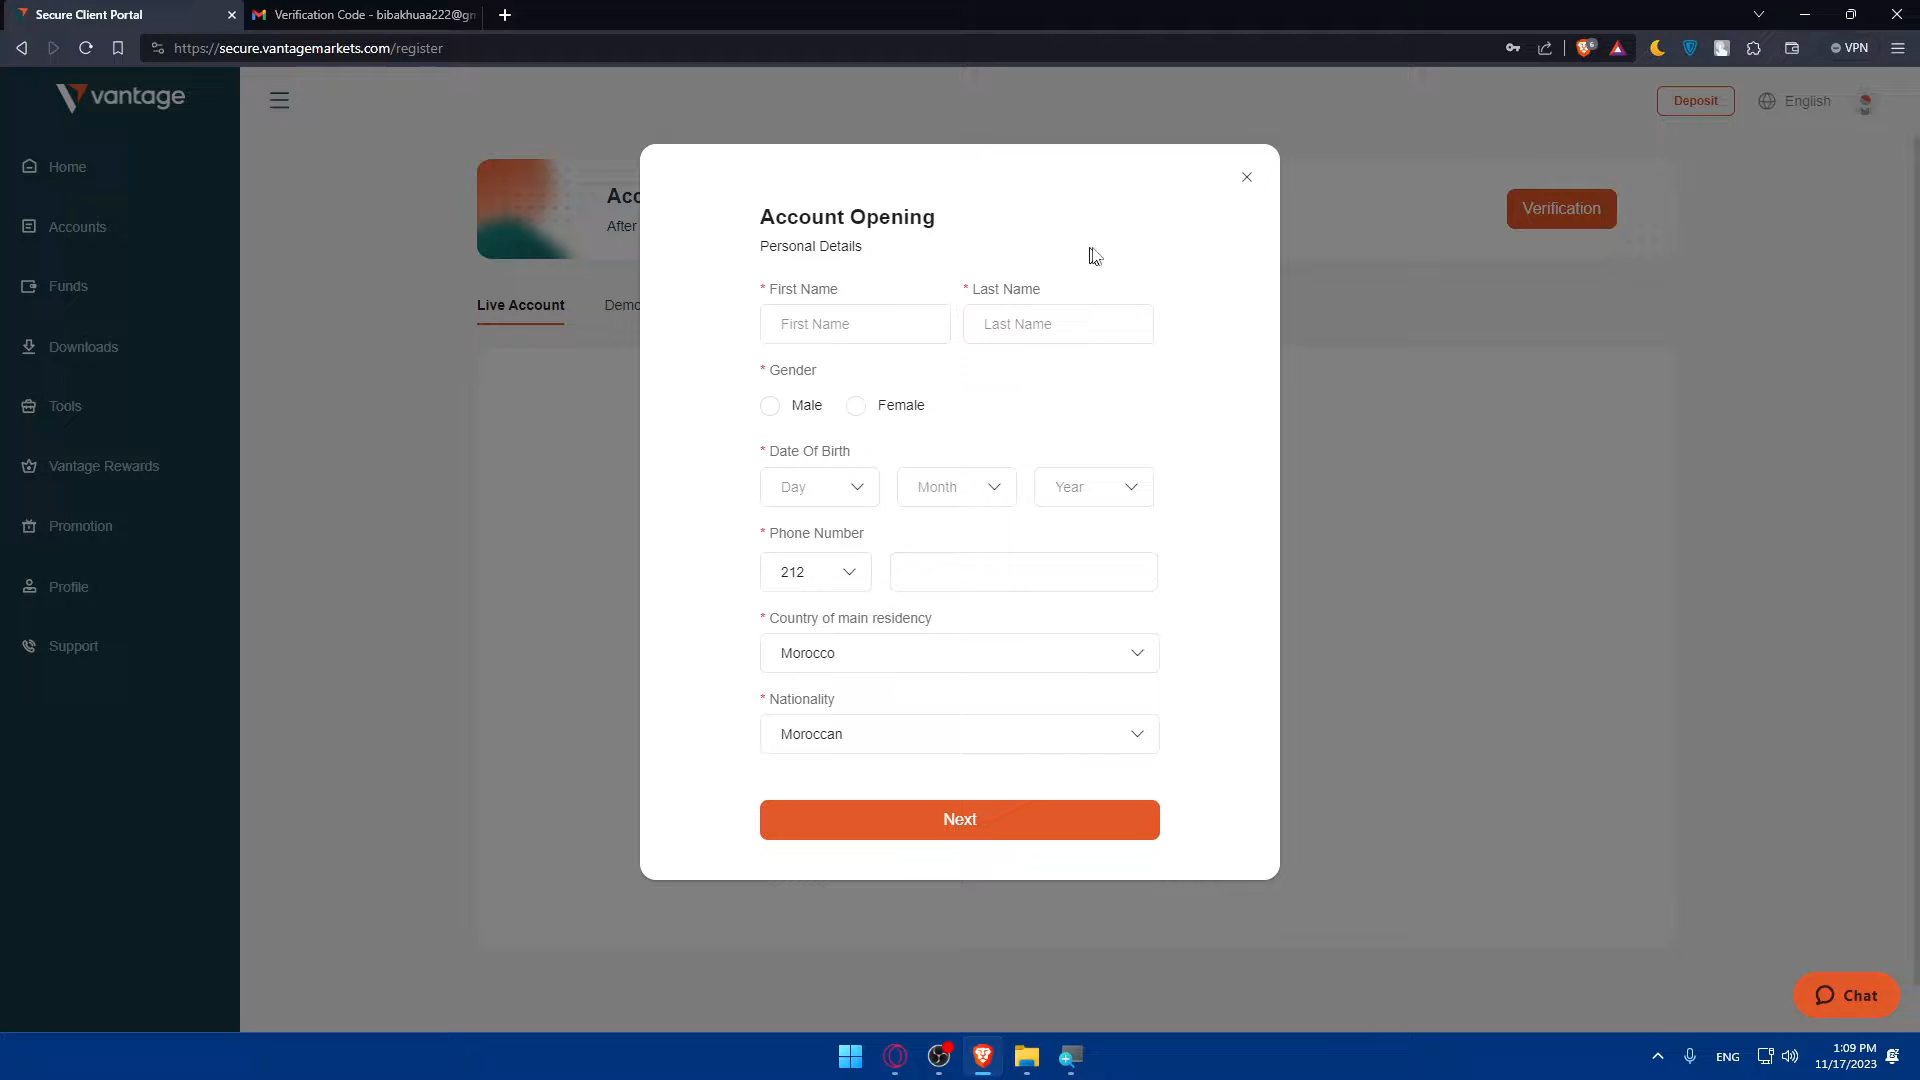 Secure Client Portal
Verification Code - bibakhuaa222@gm
https://secure.vantagemarkets.com/register
VPN
vantage
Deposit
English
Home
Accounts
Funds
Downloads
Tools
Vantage Rewards
Promotion
Profile
Support
Acc
After
Verification
Live Account
Demo
Account Opening
Personal Details
* First Name
* Last Name
First Name
Last Name
* Gender
Male
Female
* Date Of Birth
Day
Month
Year
* Phone Number
212
* Country of main residency
Morocco
* Nationality
Moroccan
Next
Chat
ENG
1:09 PM
11/17/2023